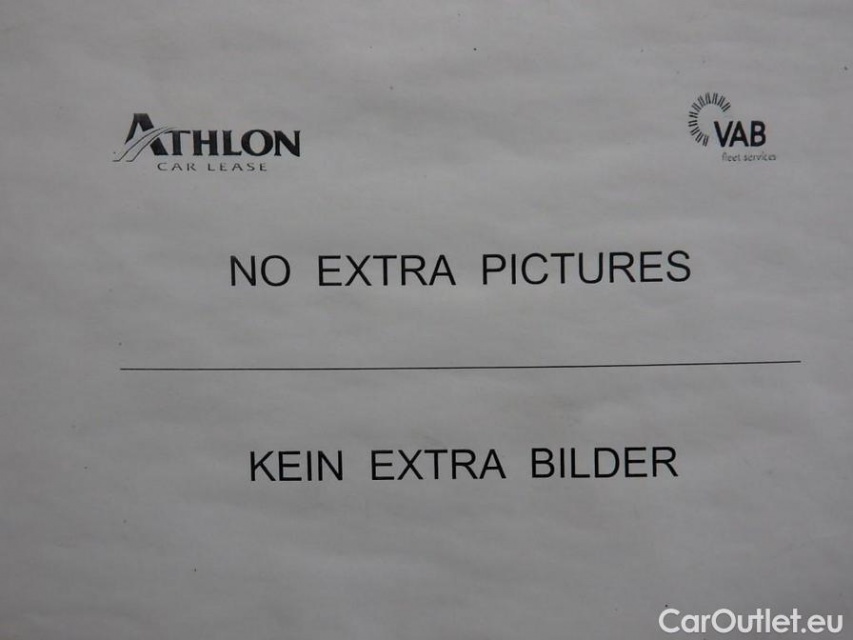 ATHLON
CAR LEASE
VAB
fleet services
NO EXTRA PICTURES
KEIN EXTRA BILDER
CarOutlet.eu